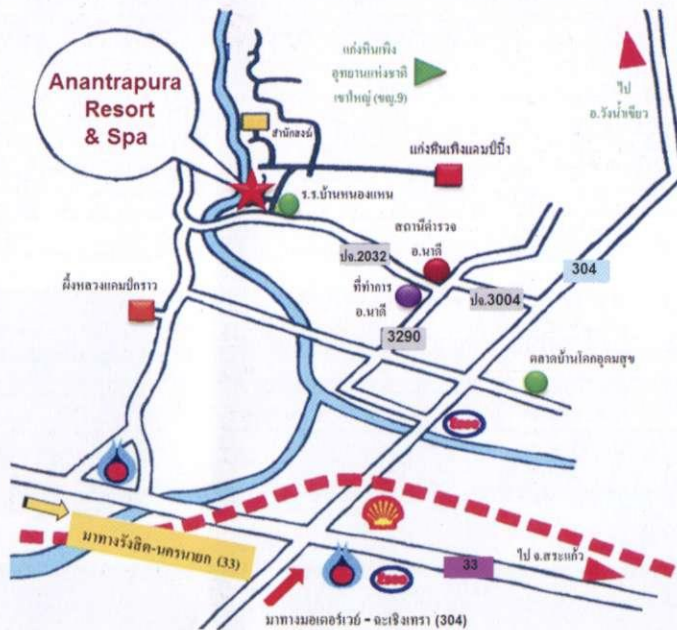 Anantrapura
Resort
& Spa
แก่งหินเพิง
อุทยานแห่งชาติ
เขาใหญ่ (ขญ.9)
ไป
อ.วังน้ำเขียว
สำนักสงฆ์
แก่งหินเพิงแคมป์ปิ้ง
ร.ร.บ้านหนองแหน
สถานีตำรวจ
อ.นาดี
ปจ.2032
304
ที่ทำการ
อ.นาดี
ปจ.3004
ผึ้งหลวงแคมป์กราว
3290
ตลาดบ้านโคกอุดมสุข
Esso
มาทางรังสิต-นครนายก (33)
33
ไป จ.สระแก้ว
Esso
มาทางมอเตอร์เวย์ - ฉะเชิงเทรา (304)